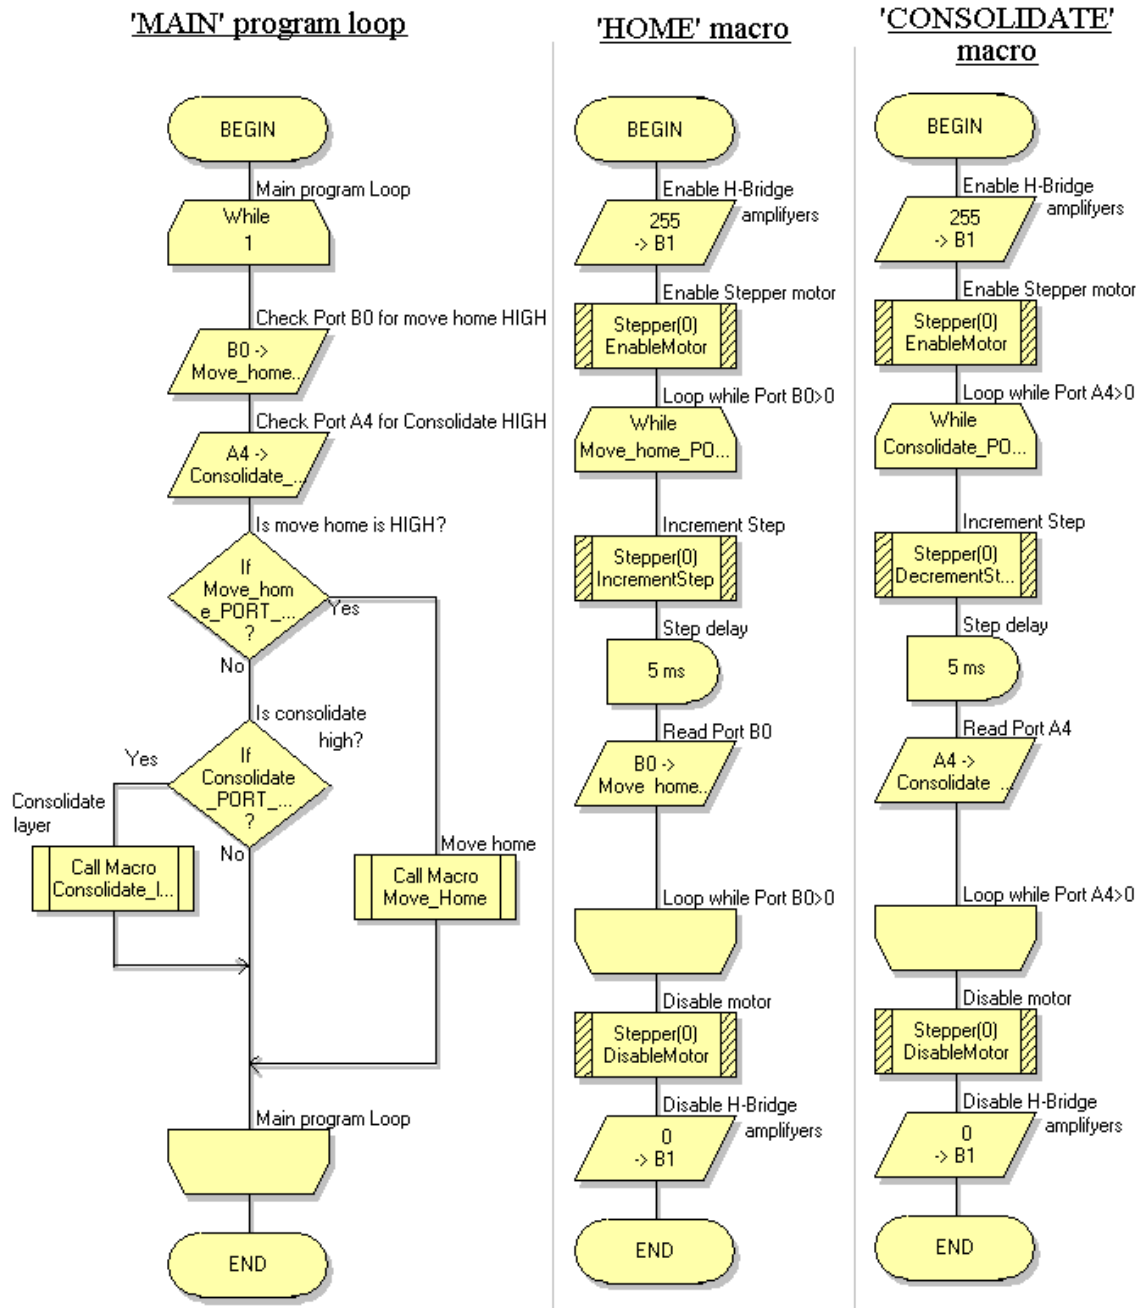 'MAIN' program loop
BEGIN
Main program Loop
While
1
Check Port B0 for move home HIGH
B0 ->
Move_home...
Check Port A4 for Consolidate HIGH
A4 ->
Consolidate_...
Is move home is HIGH?
If
Move_hom
e_PORT_...
?
Yes
No
Is consolidate
high?
If
Consolidate
_PORT_...
?
Yes
No
Consolidate
layer
Call Macro
Consolidate_l...
Move home
Call Macro
Move_Home
Main program Loop
END
'HOME' macro
BEGIN
Enable H-Bridge
amplifyers
255
-> B1
Enable Stepper motor
Stepper(0)
EnableMotor
Loop while Port B0>0
While
Move_home_PO...
Increment Step
Stepper(0)
IncrementStep
Step delay
5 ms
Read Port B0
B0 ->
Move home...
Loop while Port B0>0
Disable motor
Stepper(0)
DisableMotor
Disable H-Bridge
amplifyers
0
-> B1
END
'CONSOLIDATE'
macro
BEGIN
Enable H-Bridge
amplifyers
255
-> B1
Enable Stepper motor
Stepper(0)
EnableMotor
Loop while Port A4>0
While
Consolidate_PO...
Increment Step
Stepper(0)
DecrementSt...
Step delay
5 ms
Read Port A4
A4 ->
Consolidate ...
Loop while Port A4>0
Disable motor
Stepper(0)
DisableMotor
Disable H-Bridge
amplifyers
0
-> B1
END